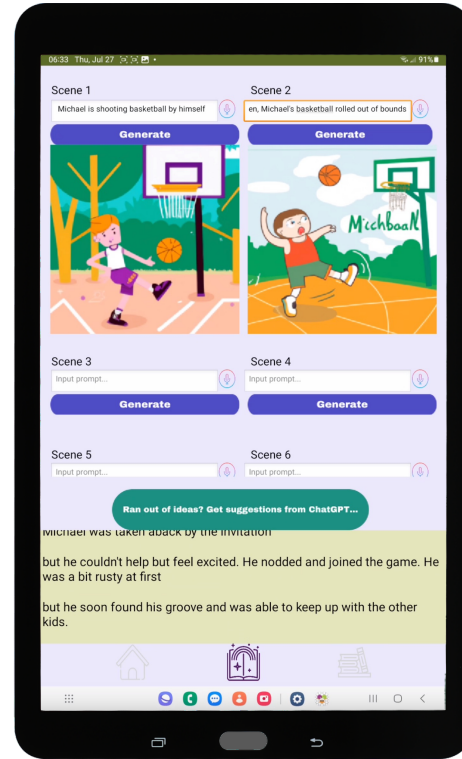 06:33 Thu, Jul 27
91%
Scene 1
Scene 2
Michael is shooting basketball by himself
en, Michael's basketball rolled out of bounds
Generate
Generate
Michboall
Scene 3
Scene 4
Input prompt...
Input prompt...
Generate
Generate
Scene 5
Scene 6
Input prompt...
Input prompt...
Ran out of ideas? Get suggestions from ChatGPT...
Michael was taken aback by the invitation
but he couldn't help but feel excited. He nodded and joined the game. He
was a bit rusty at first
but he soon found his groove and was able to keep up with the other
kids.